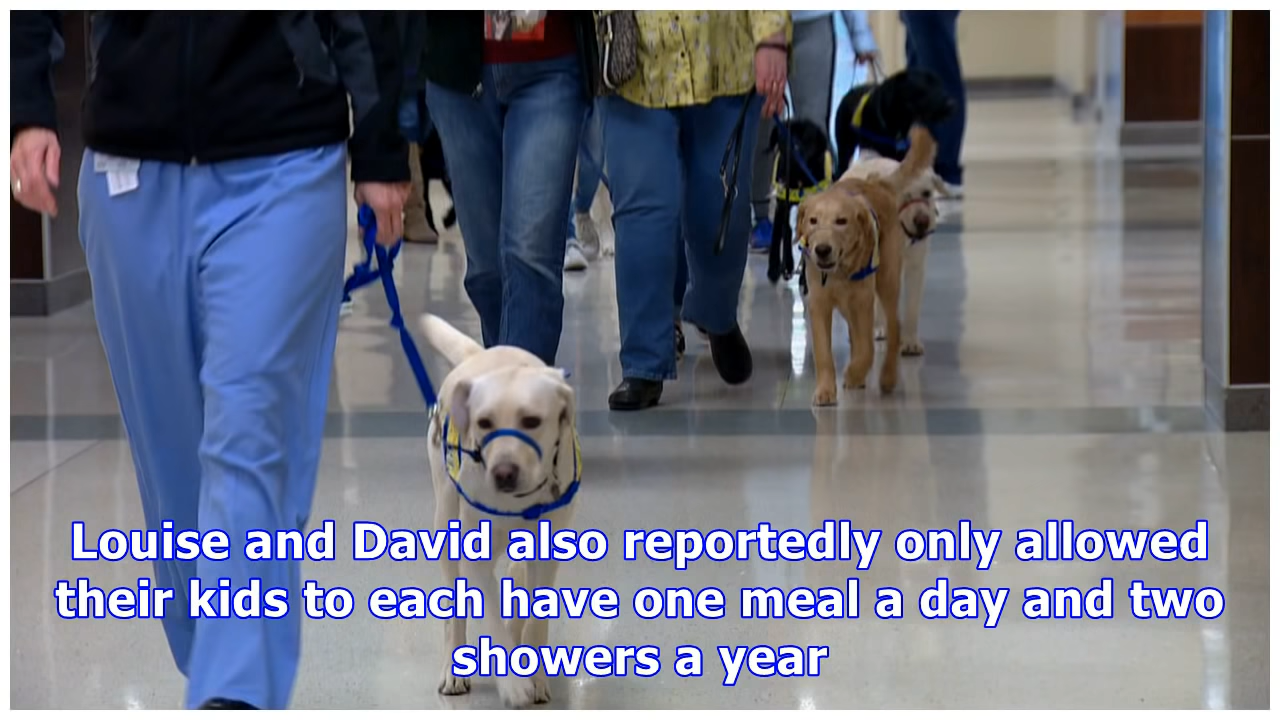 Louise and David also reportedly only allowed
their kids to each have one meal a day and two
showers a year